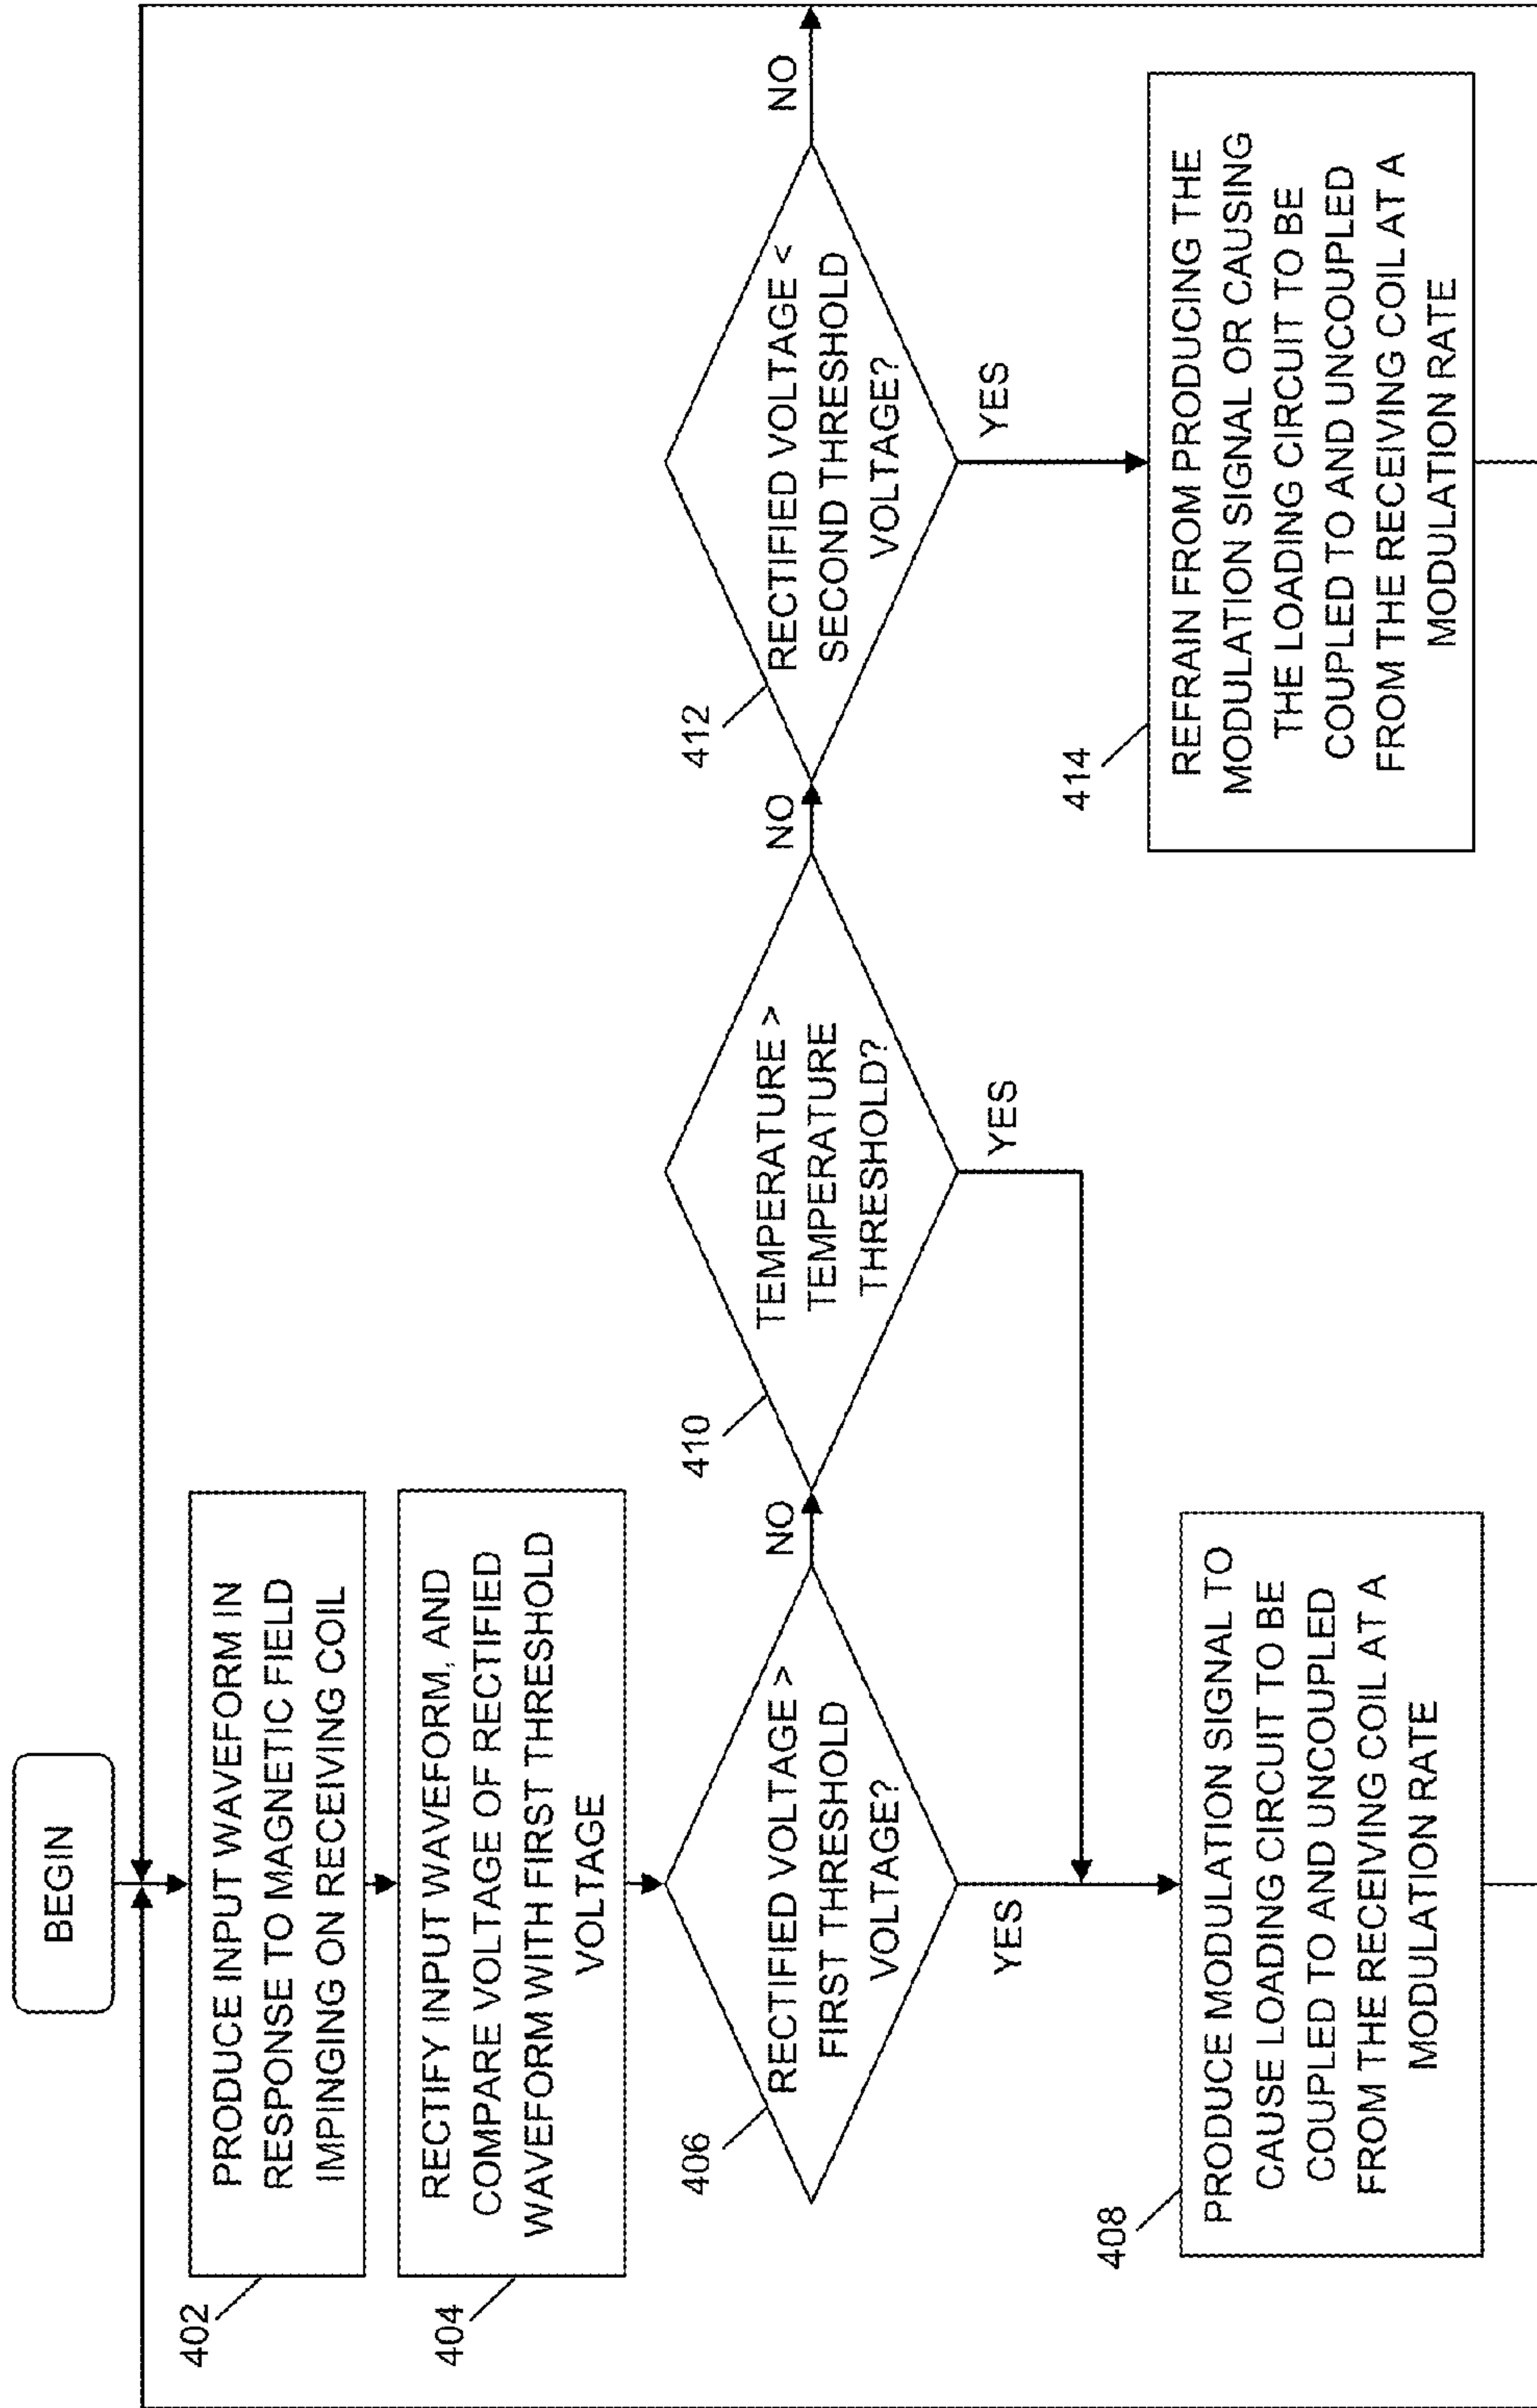 BEGIN
402
PRODUCE INPUT WAVEFORM IN
RESPONSE TO MAGNETIC FIELD
IMPINGING ON RECEIVING COIL
404
RECTIFY INPUT WAVEFORM, AND
COMPARE VOLTAGE OF RECTIFIED
WAVEFORM WITH FIRST THRESHOLD
VOLTAGE
406
RECTIFIED VOLTAGE >
FIRST THRESHOLD
VOLTAGE?
NO
YES
408
PRODUCE MODULATION SIGNAL TO
CAUSE LOADING CIRCUIT TO BE
COUPLED TO AND UNCOUPLED
FROM THE RECEIVING COIL AT A
MODULATION RATE
410
TEMPERATURE >
TEMPERATURE
THRESHOLD?
NO
YES
412
RECTIFIED VOLTAGE <
SECOND THRESHOLD
VOLTAGE?
NO
YES
414
REFRAIN FROM PRODUCING THE
MODULATION SIGNAL OR CAUSING
THE LOADING CIRCUIT TO BE
COUPLED TO AND UNCOUPLED
FROM THE RECEIVING COIL AT A
MODULATION RATE